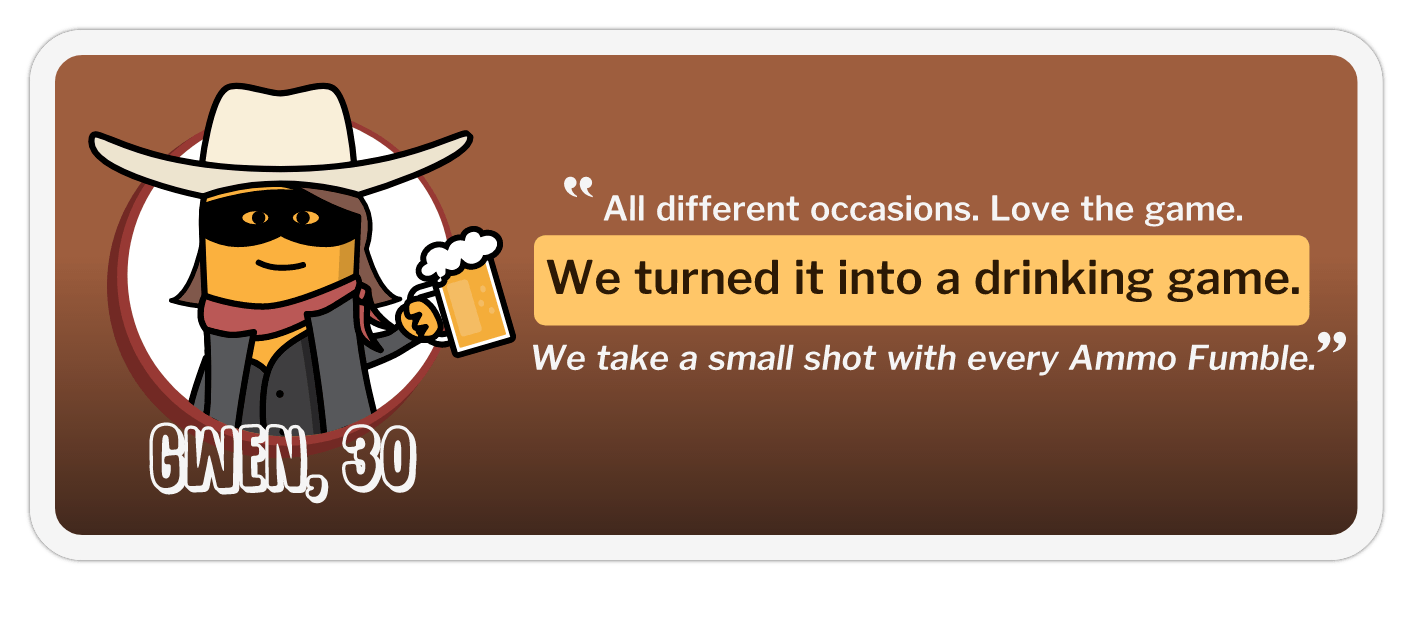 “ All different occasions. Love the game.
We turned it into a drinking game.
We take a small shot with every Ammo Fumble.”
GWEN, 30